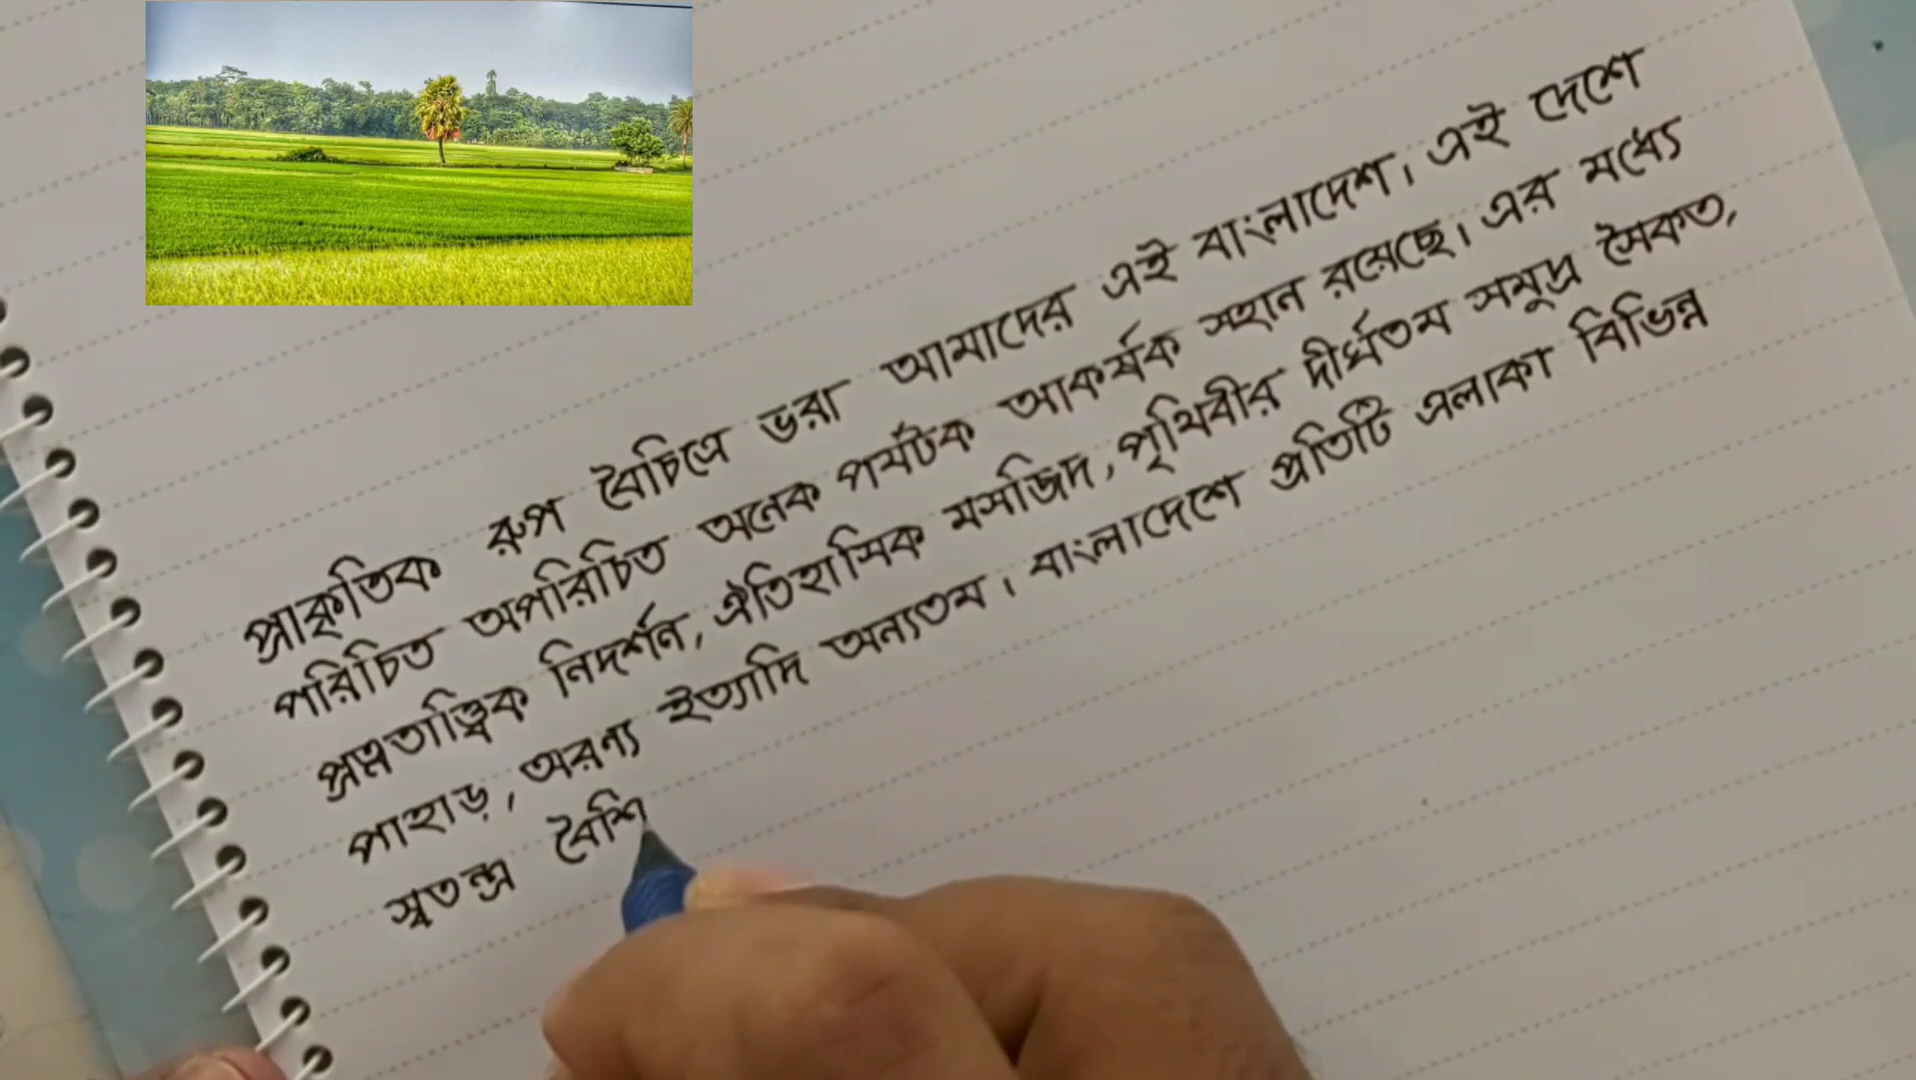 প্রাকৃতিক রুপ বৈচিত্রে ভরা আমাদের এই বাংলাদেশ। এই দেশে
পরিচিত অপরিচিত অনেক পর্যটক আকর্ষক স্থান রয়েছে। এর মধ্যে
প্রত্নতাত্ত্বিক নিদর্শন, ঐতিহাসিক মসজিদ, পৃথিবীর দীর্ঘতম সমুদ্র সৈকত,
পাহাড়, অরণ্য ইত্যাদি অন্যতম। বাংলাদেশে প্রতিটি এলাকা বিভিন্ন
স্বতন্ত্র বৈশি